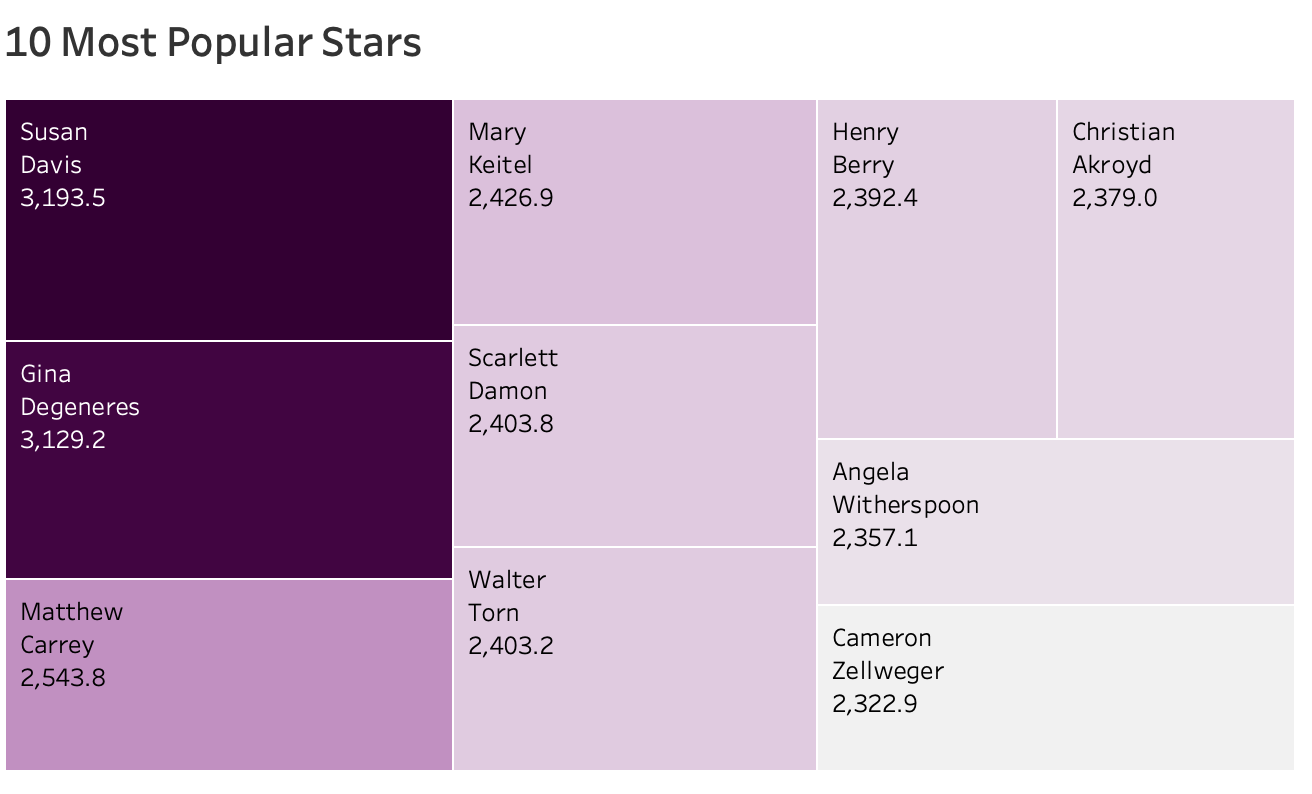 10 Most Popular Stars
Susan
Davis
3,193.5
Gina
Degeneres
3,129.2
Matthew
Carrey
2,543.8
Mary
Keitel
2,426.9
Scarlett
Damon
2,403.8
Walter
Torn
2,403.2
Henry
Berry
2,392.4
Christian
Akroyd
2,379.0
Angela
Witherspoon
2,357.1
Cameron
Zellweger
2,322.9